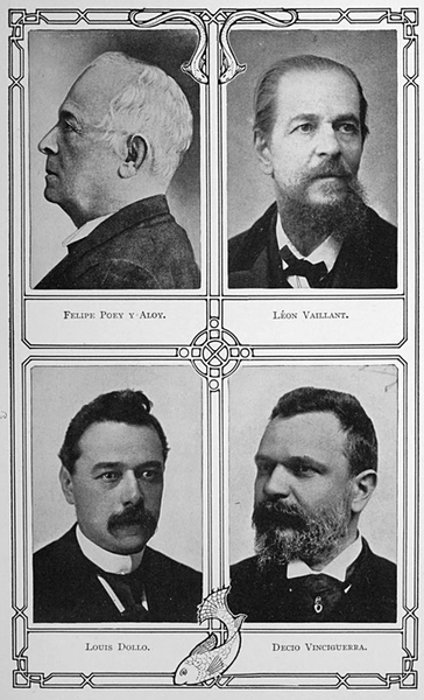 Felipe Poey y Aloy.
Léon Vaillant.
Louis Dollo.
Decio Vinciguerra.